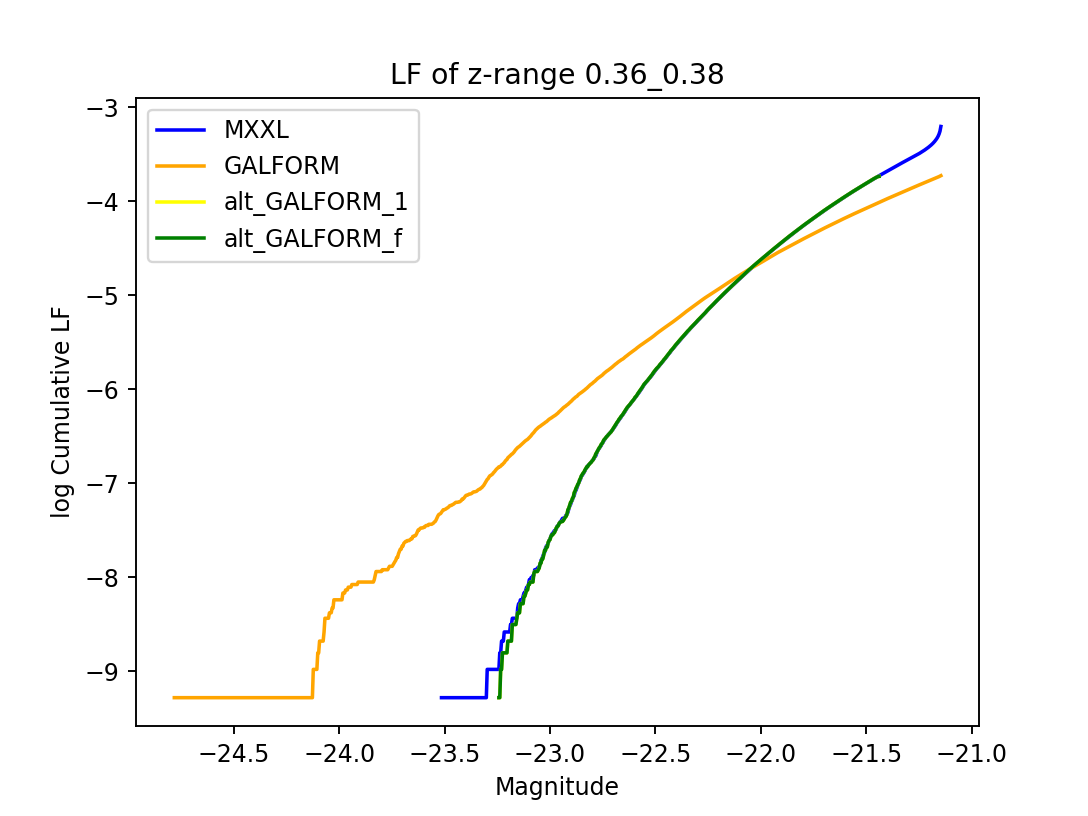 LF of z-range 0.36_0.38
MXXL
GALFORM
alt_GALFORM_1
alt_GALFORM_f
log Cumulative LF
−3
−4
−5
−6
−7
−8
−9
−24.5 −24.0 −23.5 −23.0 −22.5 −22.0 −21.5 −21.0
Magnitude